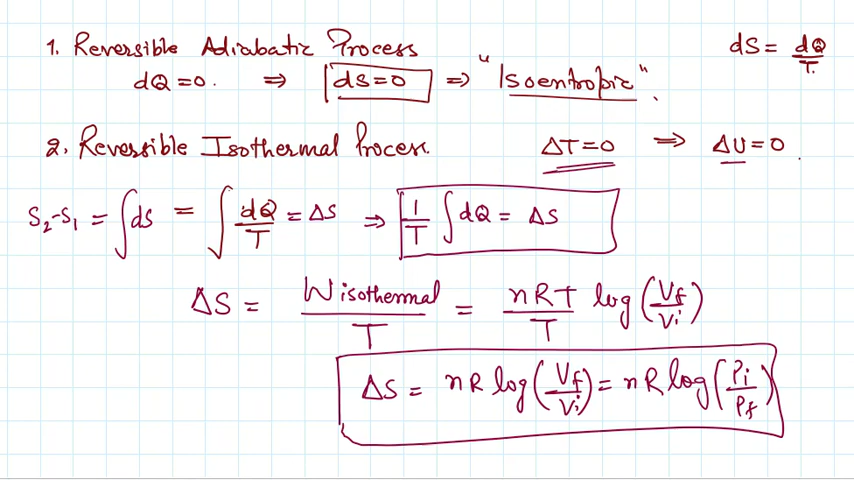 1. Reversible Adiabatic Process
dS = dQ/T.
dQ = 0. ⇒ dS = 0 ⇒ "Isoentropic".
2. Reversible Isothermal Process. ΔT = 0 ⇒ ΔU = 0.
S₂-S₁ = ∫dS = ∫ dQ/T = ΔS ⇒ 1/T ∫dQ = ΔS
ΔS = W isothermal/T = nRT/T log(Vf/Vi)
ΔS = nR log(Vf/Vi) = nR log(Pi/Pf)